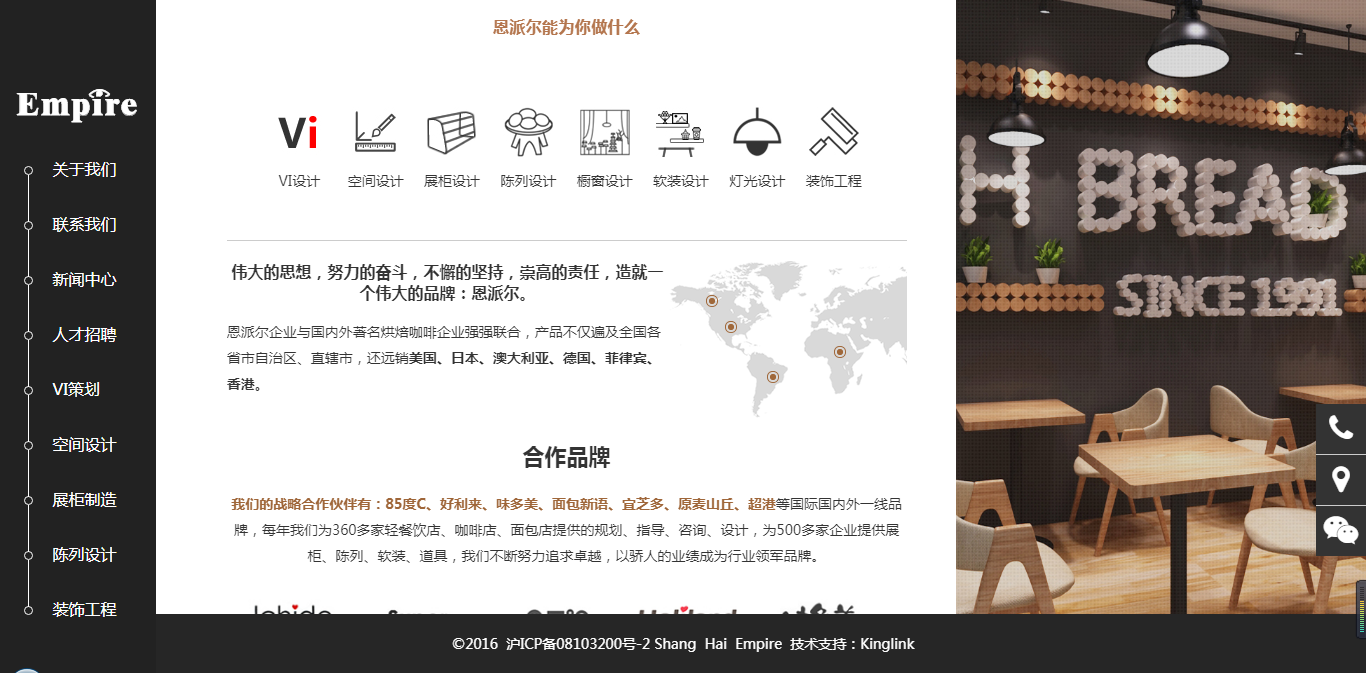 恩派尔能为你做什么
Empire
关于我们
联系我们
新闻中心
人才招聘
VI策划
空间设计
展柜制造
陈列设计
装饰工程
Vi
VI设计
空间设计
展柜设计
陈列设计
橱窗设计
软装设计
灯光设计
装饰工程
伟大的思想，努力的奋斗，不懈的坚持，崇高的责任，造就一
个伟大的品牌：恩派尔。
恩派尔企业与国内外著名烘焙咖啡企业强强联合，产品不仅遍及全国各
省市自治区、直辖市，还远销美国、日本、澳大利亚、德国、菲律宾、
香港。
合作品牌
我们的战略合作伙伴有：85度C、好利来、味多美、面包新语、宜芝多、原麦山丘、超港等国际国内外一线品
牌，每年我们为360多家轻餐饮店、咖啡店、面包店提供的规划、指导、咨询、设计，为500多家企业提供展
柜、陈列、软装、道具，我们不断努力追求卓越，以骄人的业绩成为行业领军品牌。
H BREAD
SINCE 1991
©2016 沪ICP备08103200号-2 Shang Hai Empire 技术支持：Kinglink